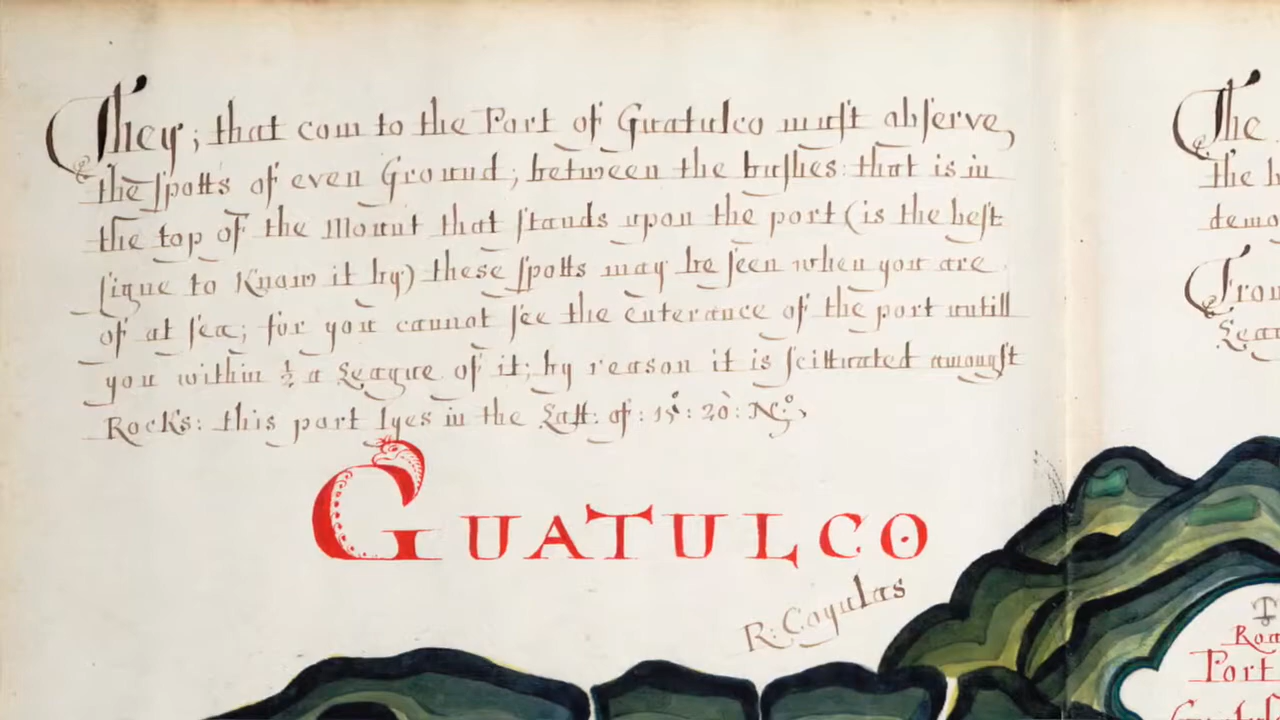 They; that com to the Port of Guatulco must observe,
the spotts of even Ground; between the bushes: that is in
the top of the Mount that stands upon the port (is the best
signe to Know it by) these spotts may be seen when you are
of at sea; for you cannot see the enterance of the port untill
you within ½ a League of it; by reason it is scittuated amongst
Rocks: this port lyes in the Latt: of: 15°: 20': No,
GUATULCO
R: Coyulas
The
the b
demo
From
Leag
Roa
Port
Guatul